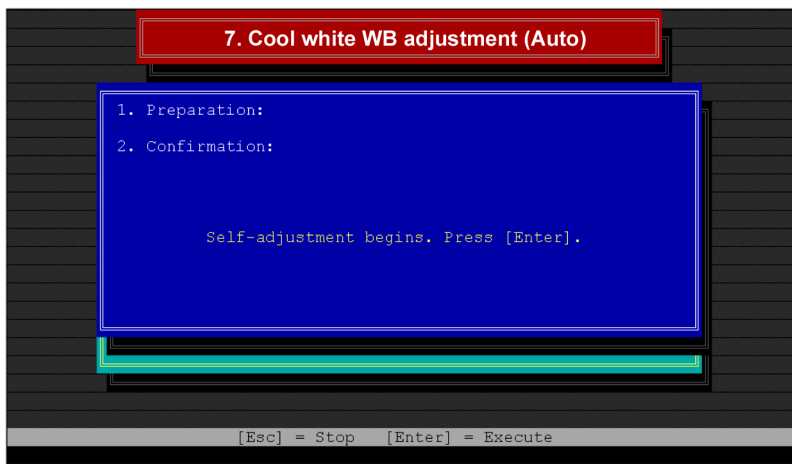 7. Cool white WB adjustment (Auto)
1. Preparation:
2. Confirmation:
Self-adjustment begins. Press [Enter].
[Esc] = Stop [Enter] = Execute